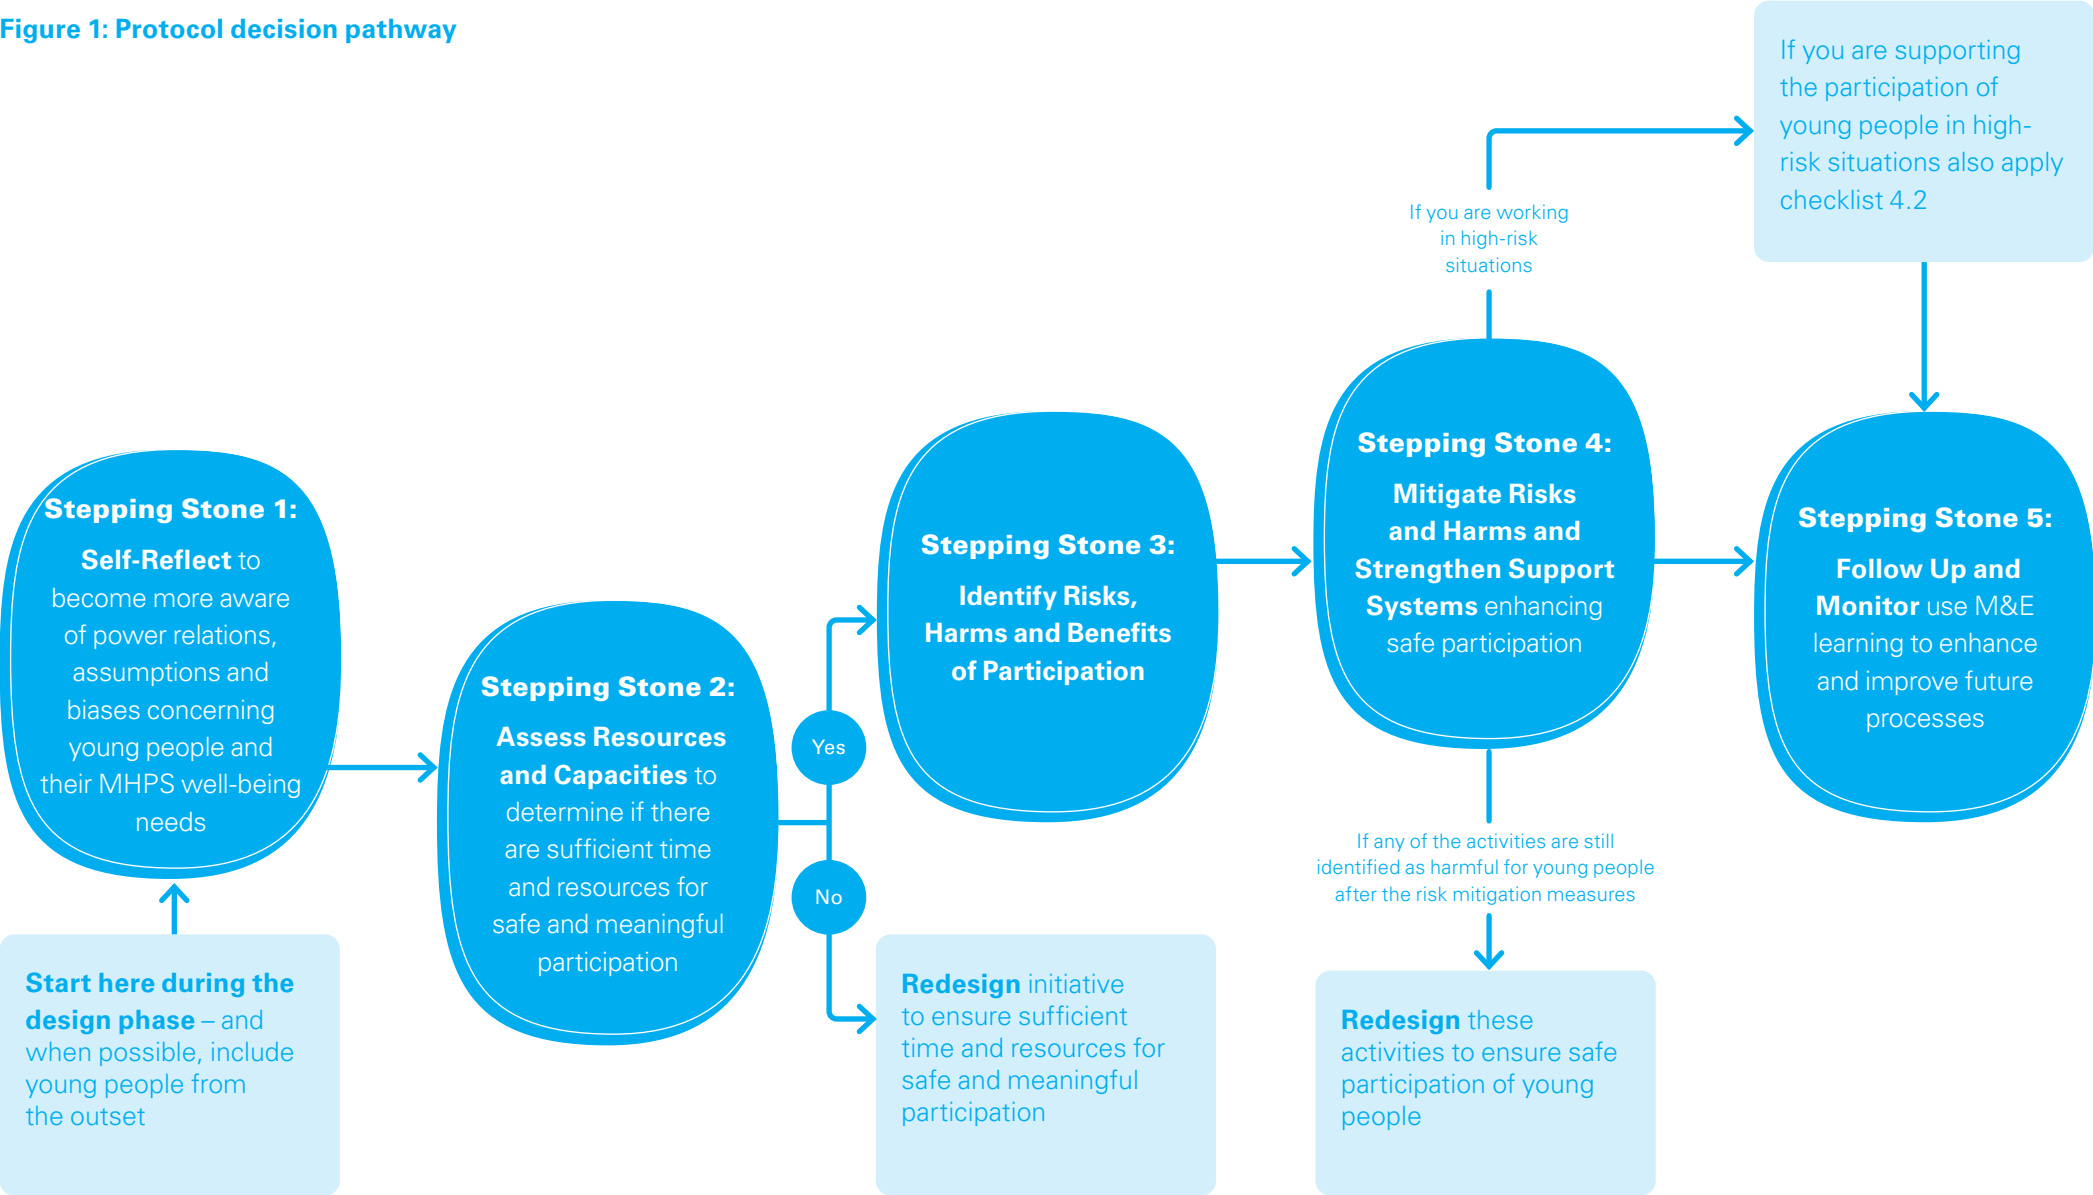 Figure 1: Protocol decision pathway
Start here during the
design phase – and
when possible, include
young people from
the outset
Stepping Stone 1:
Self-Reflect to
become more aware
of power relations,
assumptions and
biases concerning
young people and
their MHPS well-being
needs
Stepping Stone 2:
Assess Resources
and Capacities to
determine if there
are sufficient time
and resources for
safe and meaningful
participation
Yes
No
Redesign initiative
to ensure sufficient
time and resources for
safe and meaningful
participation
Stepping Stone 3:
Identify Risks,
Harms and Benefits
of Participation
Stepping Stone 4:
Mitigate Risks
and Harms and
Strengthen Support
Systems enhancing
safe participation
If you are working
in high-risk
situations
If you are supporting
the participation of
young people in high-
risk situations also apply
checklist 4.2
If any of the activities are still
identified as harmful for young people
after the risk mitigation measures
Redesign these
activities to ensure safe
participation of young
people
Stepping Stone 5:
Follow Up and
Monitor use M&E
learning to enhance
and improve future
processes